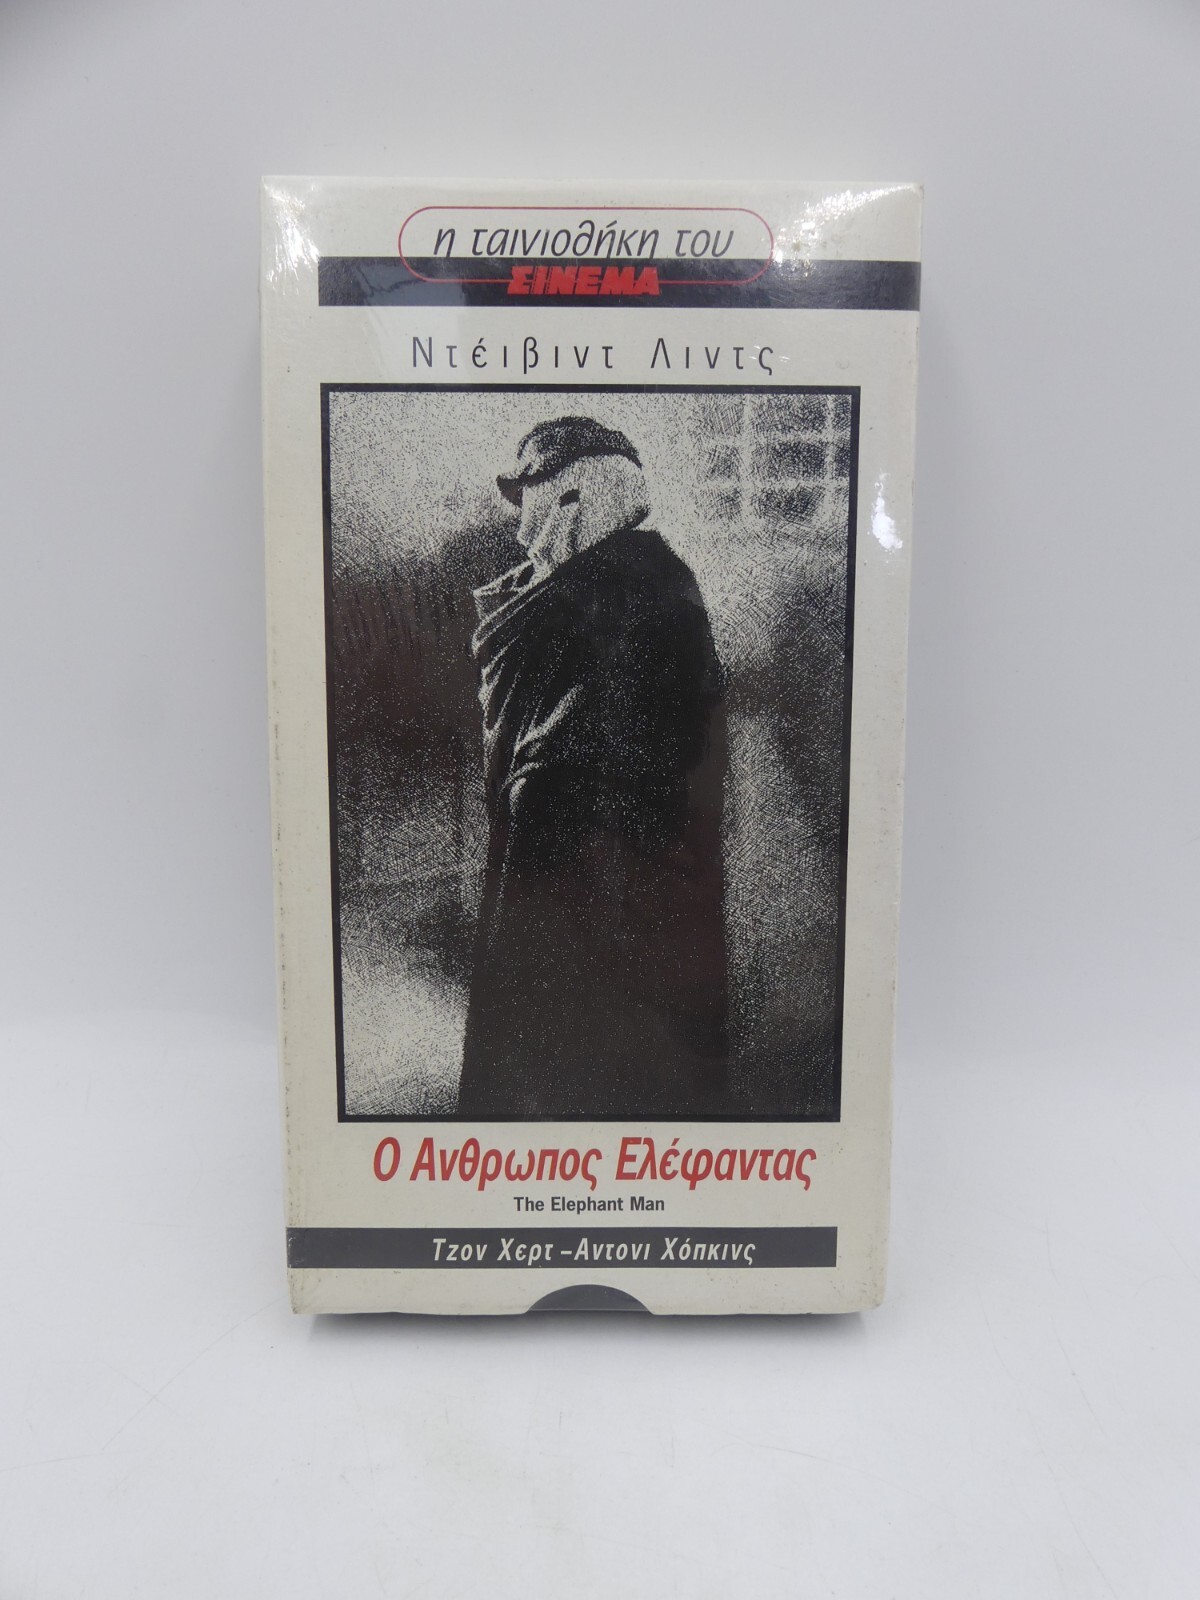 η ταινιοθήκη του
ΣΙΝΕΜΑ
Ντέιβιντ Λιντς
Ο Ανθρωπος Ελέφαντας
The Elephant Man
Τζον Χερτ – Αντονι Χόπκινς